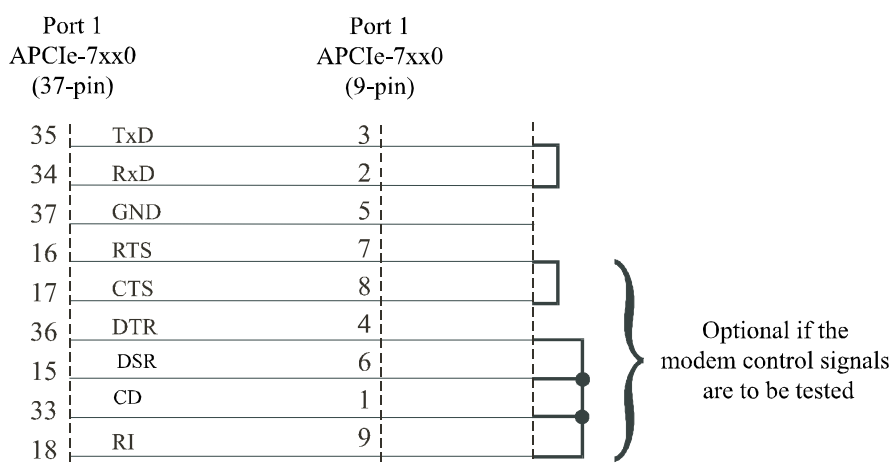 Port 1
APCIe-7xx0
(37-pin)
Port 1
APCIe-7xx0
(9-pin)
35 TxD 3
34 RxD 2
37 GND 5
16 RTS 7
17 CTS 8
36 DTR 4
15 DSR 6
33 CD 1
18 RI 9
Optional if the
modem control signals
are to be tested